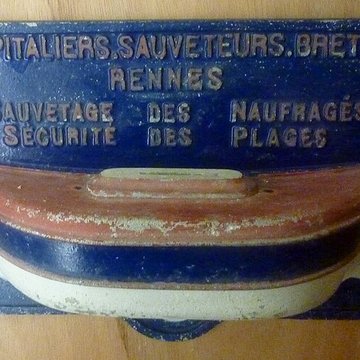 PITALIERS.SAUVETEURS.BRET
RENNES
AUVETAGE DES NAUFRAGÉS
SÉCURITÉ DES PLAGES